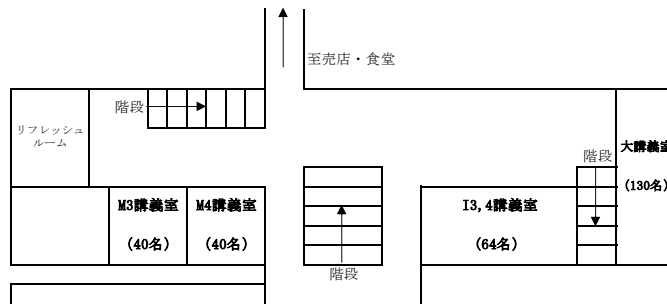 至売店・食堂
階段
リフレッシュ
ルーム
階段
大講義室
(130名)
M3講義室
(40名)
M4講義室
(40名)
I3,4講義室
(64名)
階段